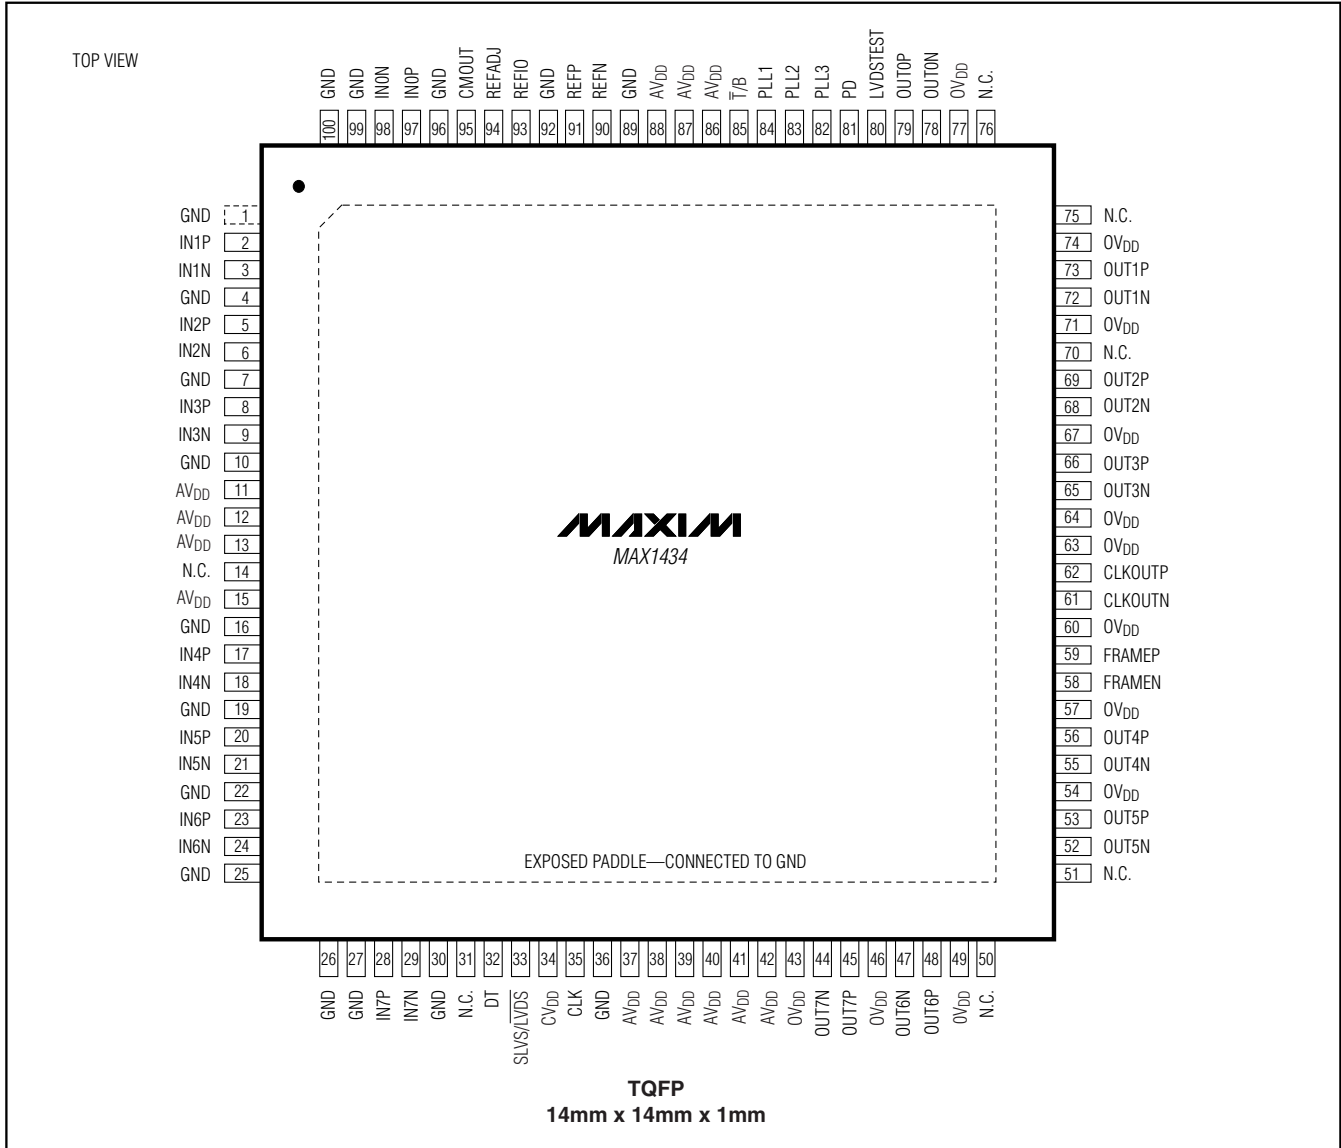 TOP VIEW
GND
GND
IN0N
IN0P
GND
CMOUT
REFADJ
REFIO
GND
REFP
REFN
GND
AVDD
AVDD
AVDD
T̅/B
PLL1
PLL2
PLL3
PD
LVDSTEST
OUT0P
OUT0N
OVDD
N.C.
100 99 98 97 96 95 94 93 92 91 90 89 88 87 86 85 84 83 82 81 80 79 78 77 76
GND 1
IN1P 2
IN1N 3
GND 4
IN2P 5
IN2N 6
GND 7
IN3P 8
IN3N 9
GND 10
AVDD 11
AVDD 12
AVDD 13
N.C. 14
AVDD 15
GND 16
IN4P 17
IN4N 18
GND 19
IN5P 20
IN5N 21
GND 22
IN6P 23
IN6N 24
GND 25
MAXIM
MAX1434
EXPOSED PADDLE—CONNECTED TO GND
75 N.C.
74 OVDD
73 OUT1P
72 OUT1N
71 OVDD
70 N.C.
69 OUT2P
68 OUT2N
67 OVDD
66 OUT3P
65 OUT3N
64 OVDD
63 OVDD
62 CLKOUTP
61 CLKOUTN
60 OVDD
59 FRAMEP
58 FRAMEN
57 OVDD
56 OUT4P
55 OUT4N
54 OVDD
53 OUT5P
52 OUT5N
51 N.C.
26 27 28 29 30 31 32 33 34 35 36 37 38 39 40 41 42 43 44 45 46 47 48 49 50
GND
GND
IN7P
IN7N
GND
N.C.
DT
S̅L̅V̅S̅/L̅V̅D̅S̅
CVDD
CLK
GND
AVDD
AVDD
AVDD
AVDD
AVDD
AVDD
OVDD
OUT7N
OUT7P
OVDD
OUT6N
OUT6P
OVDD
N.C.
TQFP
14mm x 14mm x 1mm